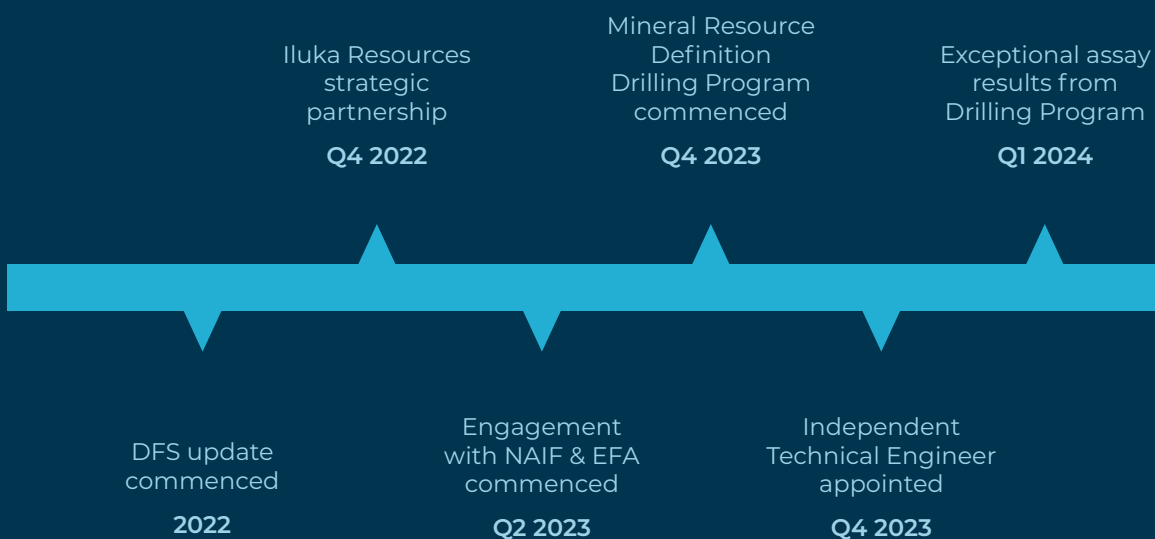 Iluka Resources
strategic
partnership
Q4 2022
Mineral Resource
Definition
Drilling Program
commenced
Q4 2023
Exceptional assay
results from
Drilling Program
Q1 2024
DFS update
commenced
2022
Engagement
with NAIF & EFA
commenced
Q2 2023
Independent
Technical Engineer
appointed
Q4 2023